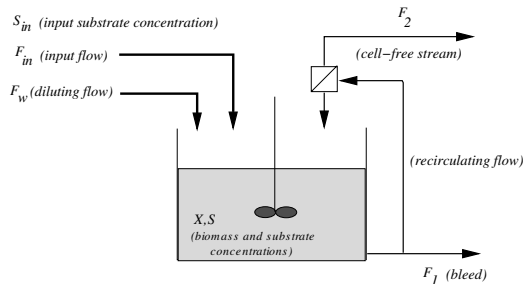 S_in (input substrate concentration)
F_in (input flow)
F_w (diluting flow)
F_2
(cell-free stream)
(recirculating flow)
X,S
(biomass and substrate
concentrations)
F_1 (bleed)